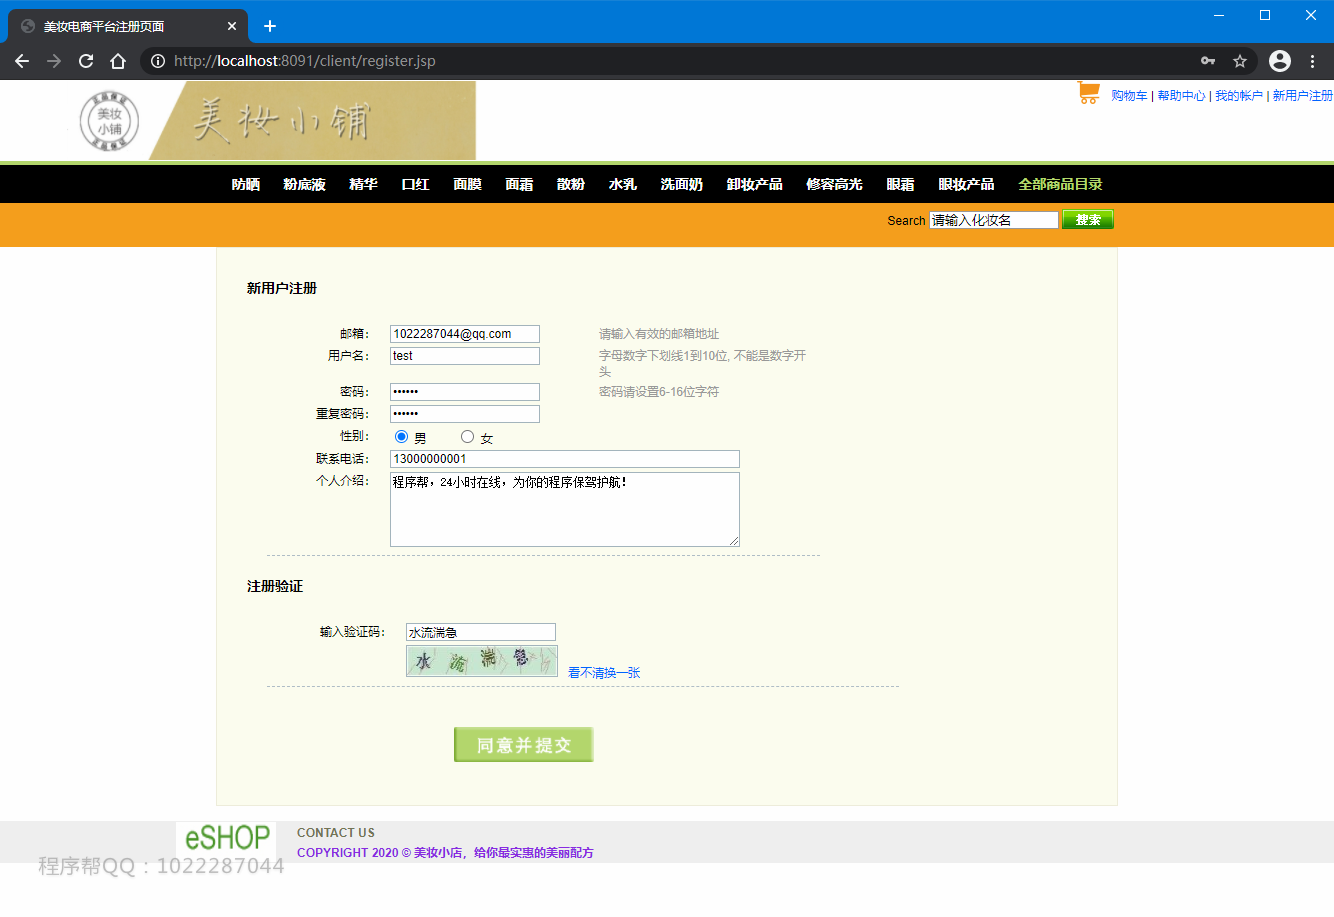 美妆电商平台注册页面
http://localhost:8091/client/register.jsp
正品保证
美妆
小铺
正品保证
美妆小铺
购物车 | 帮助中心 | 我的帐户 | 新用户注册
防晒 粉底液 精华 口红 面膜 面霜 散粉 水乳 洗面奶 卸妆产品 修容高光 眼霜 眼妆产品 全部商品目录
Search 请输入化妆名 搜索
新用户注册
邮箱: 1022287044@qq.com 请输入有效的邮箱地址
用户名: test 字母数字下划线1到10位, 不能是数字开
头
密码: •••••• 密码请设置6-16位字符
重复密码: ••••••
性别: 男 女
联系电话: 13000000001
个人介绍: 程序帮，24小时在线，为你的程序保驾护航！
注册验证
输入验证码: 水流湍急
水流湍急
看不清换一张
同意并提交
eSHOP
CONTACT US
COPYRIGHT 2020 © 美妆小店，给你最实惠的美丽配方
程序帮QQ：1022287044